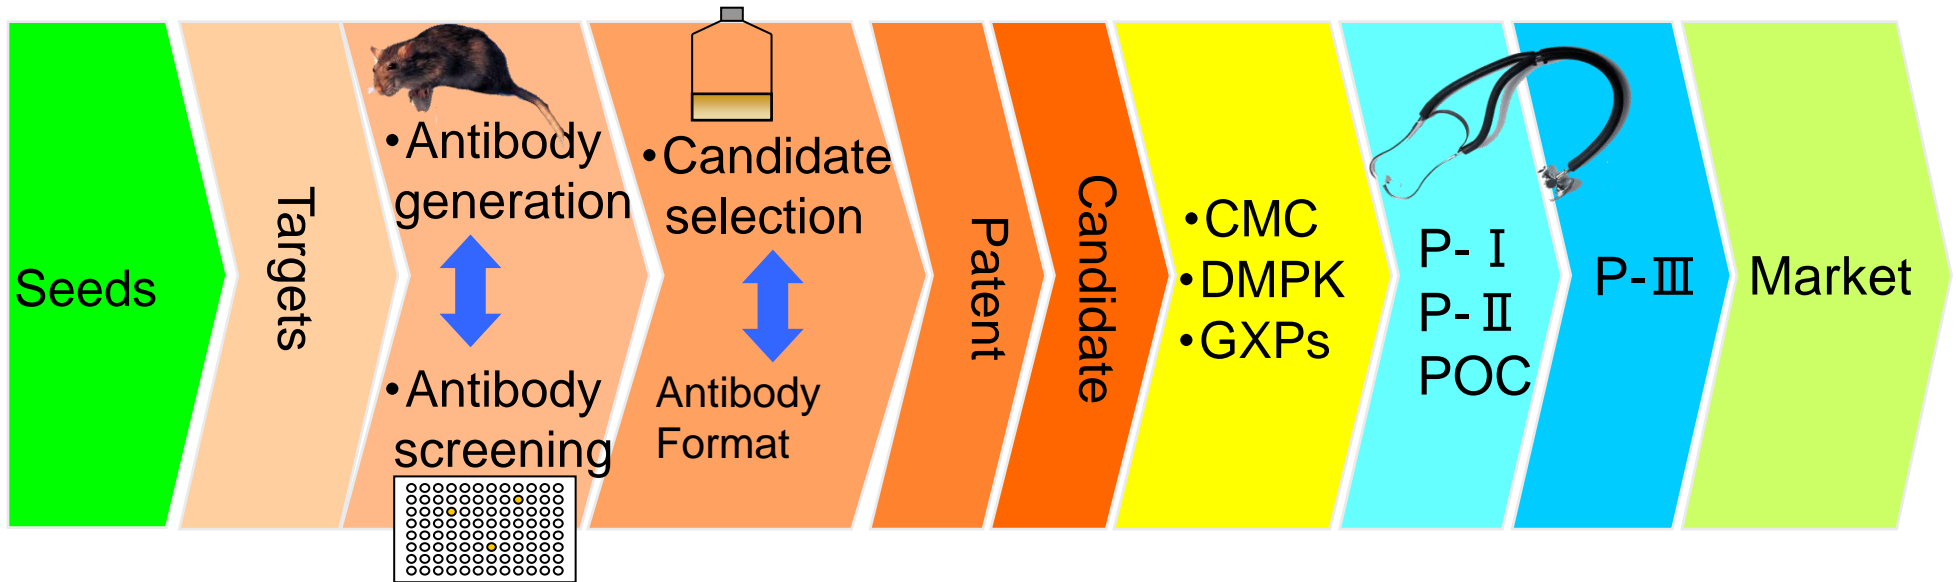 Seeds
Targets
•Antibody
generation
•Antibody
screening
•Candidate
selection
Antibody
Format
Patent
Candidate
•CMC
•DMPK
•GXPs
P-Ⅰ
P-Ⅱ
POC
P-Ⅲ
Market